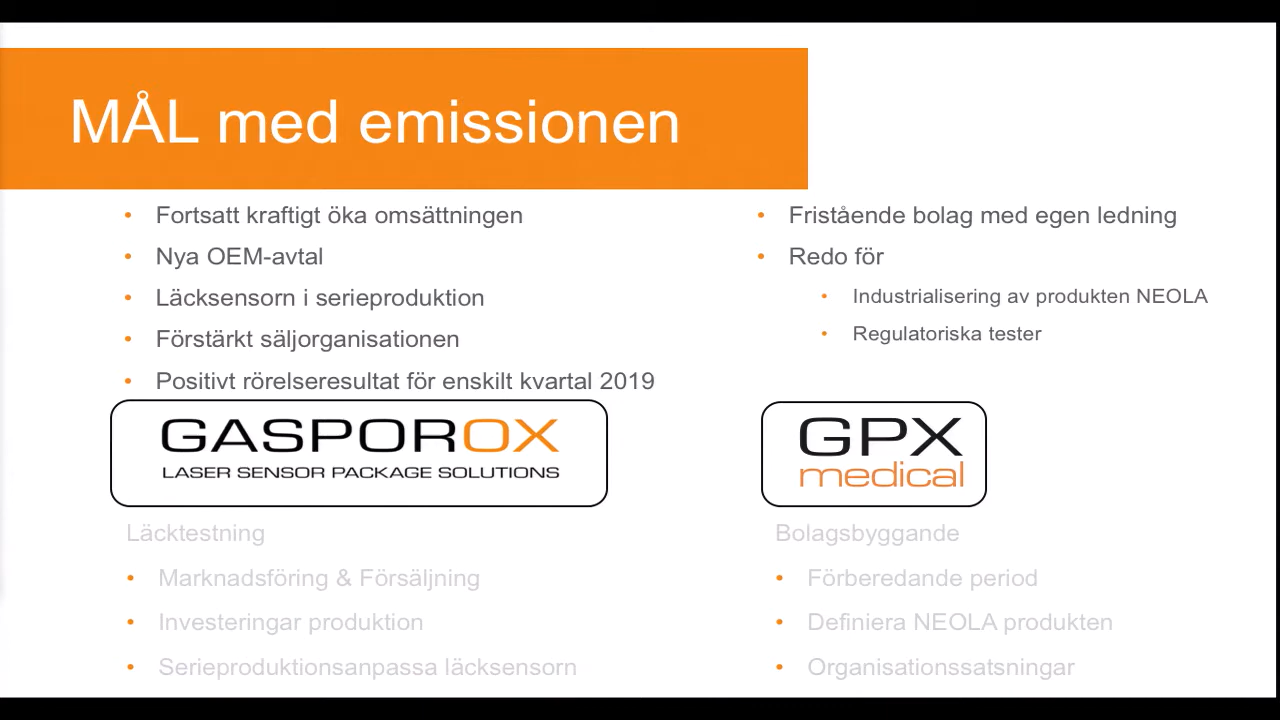 MÅL med emissionen
• Fortsatt kraftigt öka omsättningen
• Nya OEM-avtal
• Läcksensorn i serieproduktion
• Förstärkt säljorganisationen
• Positivt rörelseresultat för enskilt kvartal 2019
GASPOROX
LASER SENSOR PACKAGE SOLUTIONS
Läcktestning
• Marknadsföring & Försäljning
• Investeringar produktion
• Serieproduktionsanpassa läcksensorn
• Fristående bolag med egen ledning
• Redo för
• Industrialisering av produkten NEOLA
• Regulatoriska tester
GPX
medical
Bolagsbyggande
• Förberedande period
• Definiera NEOLA produkten
• Organisationssatsningar